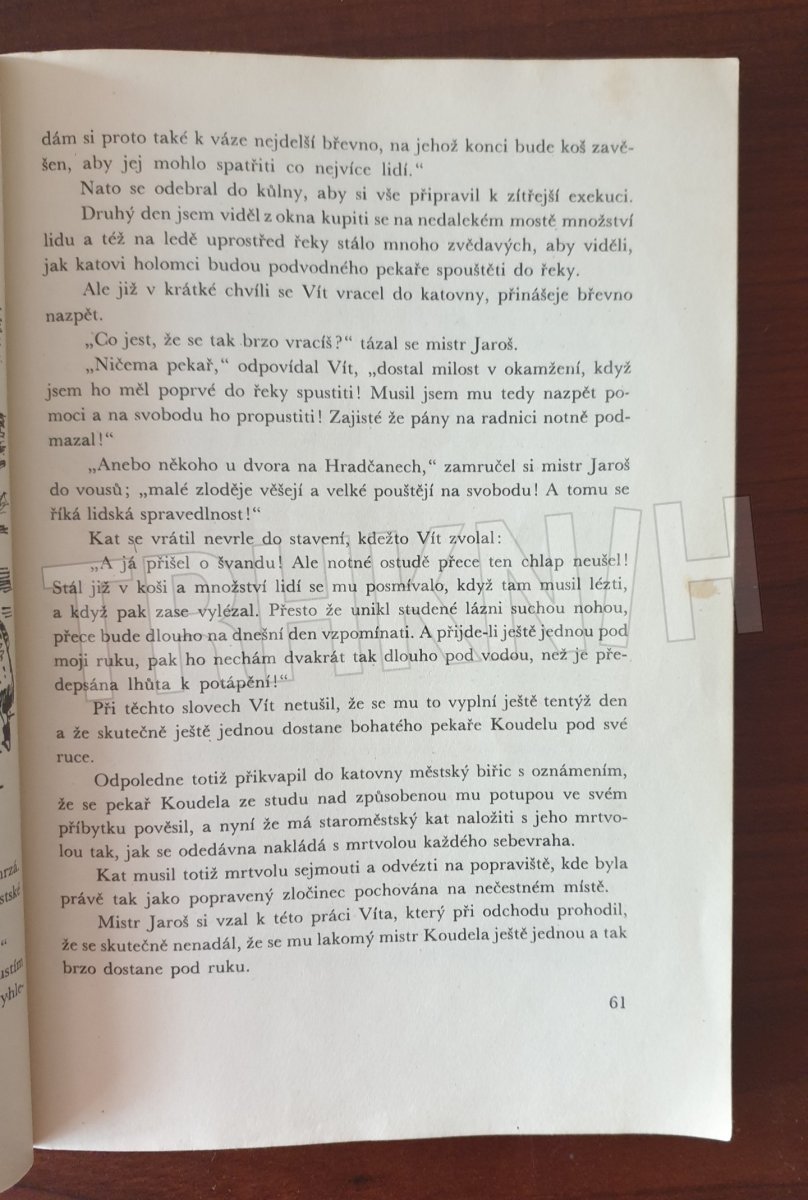 dám si proto také k váze nejdelší břevno, na jehož konci bude koš zavě-
šen, aby jej mohlo spatřiti co nejvíce lidí.“
Nato se odebral do kůlny, aby si vše připravil k zítřejší exekuci.
Druhý den jsem viděl z okna kupiti se na nedalekém mostě množství
lidu a též na ledě uprostřed řeky stálo mnoho zvědavých, aby viděli,
jak katovi holomci budou podvodného pekaře spouštěti do řeky.
Ale již v krátké chvíli se Vít vracel do katovny, přinášeje břevno
nazpět.
„Co jest, že se tak brzo vracíš?“ tázal se mistr Jaroš.
„Ničema pekař,“ odpovídal Vít, „dostal milost v okamžení, když
jsem ho měl poprvé do řeky spustiti! Musil jsem mu tedy nazpět po-
moci a na svobodu ho propustiti! Zajisté že pány na radnici notně pod-
mazal!“
„Anebo někoho u dvora na Hradčanech,“ zamručel si mistr Jaroš
do vousů; „malé zloděje věšejí a velké pouštějí na svobodu! A tomu se
říká lidská spravedlnost!“
Kat se vrátil nevrle do stavení, kdežto Vít zvolal:
„A já přišel o švandu! Ale notné ostudě přece ten chlap neušel!
Stál již v koši a množství lidí se mu posmívalo, když tam musil lézti,
a když pak zase vylézal. Přesto že unikl studené lázni suchou nohou,
přece bude dlouho na dnešní den vzpomínati. A přijde-li ještě jednou pod
moji ruku, pak ho nechám dvakrát tak dlouho pod vodou, než je pře-
depsána lhůta k potápění!“
Při těchto slovech Vít netušil, že se mu to vyplní ještě tentýž den
a že skutečně ještě jednou dostane bohatého pekaře Koudelu pod své
ruce.
Odpoledne totiž přikvapil do katovny městský biřic s oznámením,
že se pekař Koudela ze studu nad způsobenou mu potupou ve svém
příbytku pověsil, a nyní že má staroměstský kat naložiti s jeho mrtvo-
lou tak, jak se odedávna nakládá s mrtvolou každého sebevraha.
Kat musil totiž mrtvolu sejmouti a odvézti na popraviště, kde byla
právě tak jako popravený zločinec pochována na nečestném místě.
Mistr Jaroš si vzal k této práci Víta, který při odchodu prohodil,
že se skutečně nenadál, že se mu lakomý mistr Koudela ještě jednou a tak
brzo dostane pod ruku.
61
TRHKNIH